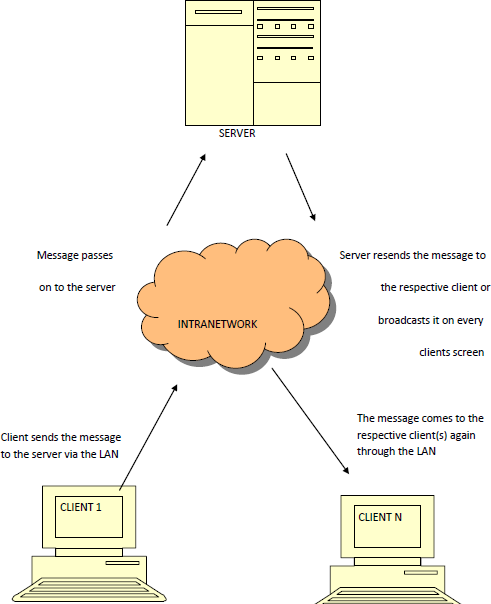 SERVER
Message passes
on to the server
Server resends the message to
the respective client or
broadcasts it on every
clients screen
INTRANETWORK
Client sends the message
to the server via the LAN
The message comes to the
respective client(s) again
through the LAN
CLIENT 1
CLIENT N